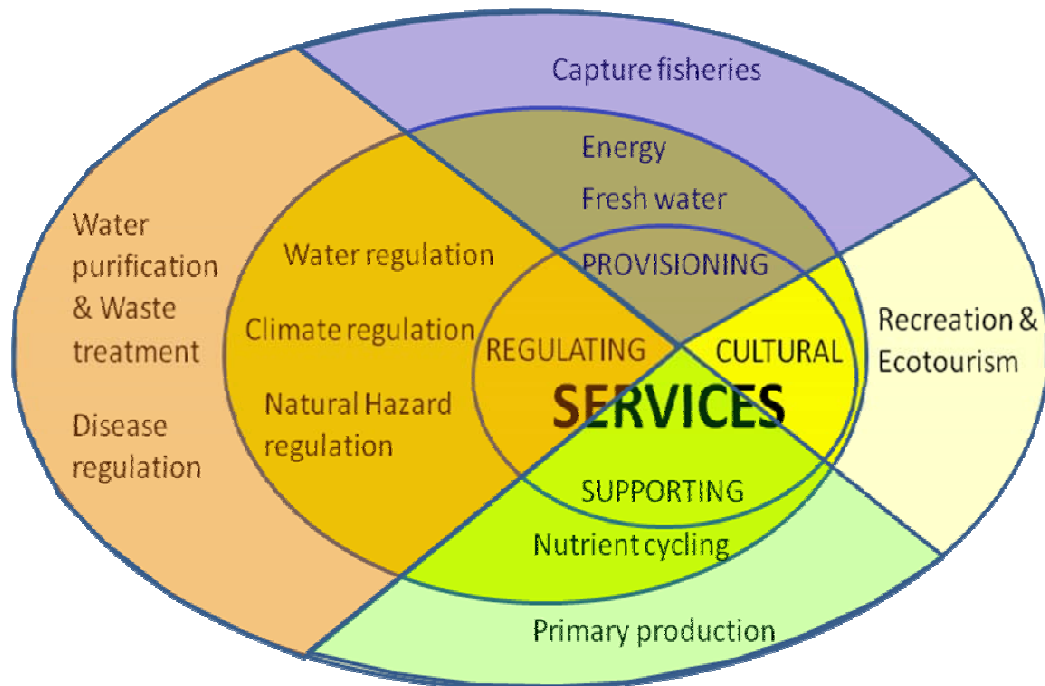 Capture fisheries
Energy
Fresh water
PROVISIONING
Water
purification
& Waste
treatment
Disease
regulation
Water regulation
Climate regulation
Natural Hazard
regulation
REGULATING
CULTURAL
SERVICES
Recreation &
Ecotourism
SUPPORTING
Nutrient cycling
Primary production